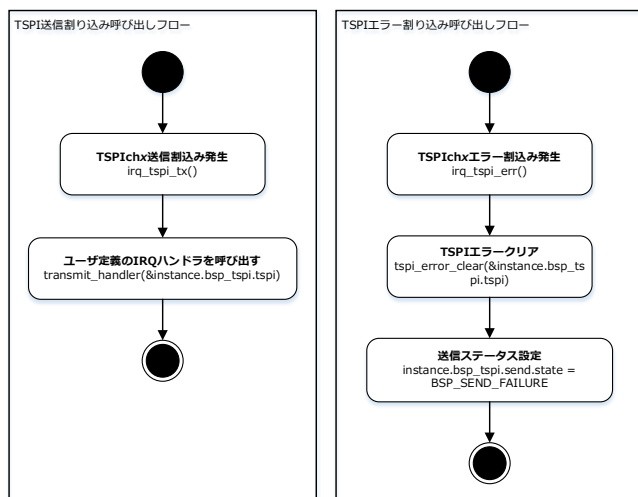 TSPI送信割り込み呼び出しフロー
TSPIchx送信割込み発生
irq_tspi_tx()
ユーザ定義のIRQハンドラを呼び出す
transmit_handler(&instance.bsp_tspi.tspi)
TSPIエラー割り込み呼び出しフロー
TSPIchxエラー割込み発生
irq_tspi_err()
TSPIエラークリア
tspi_error_clear(&instance.bsp_ts
pi.tspi)
送信ステータス設定
instance.bsp_tspi.send.state =
BSP_SEND_FAILURE